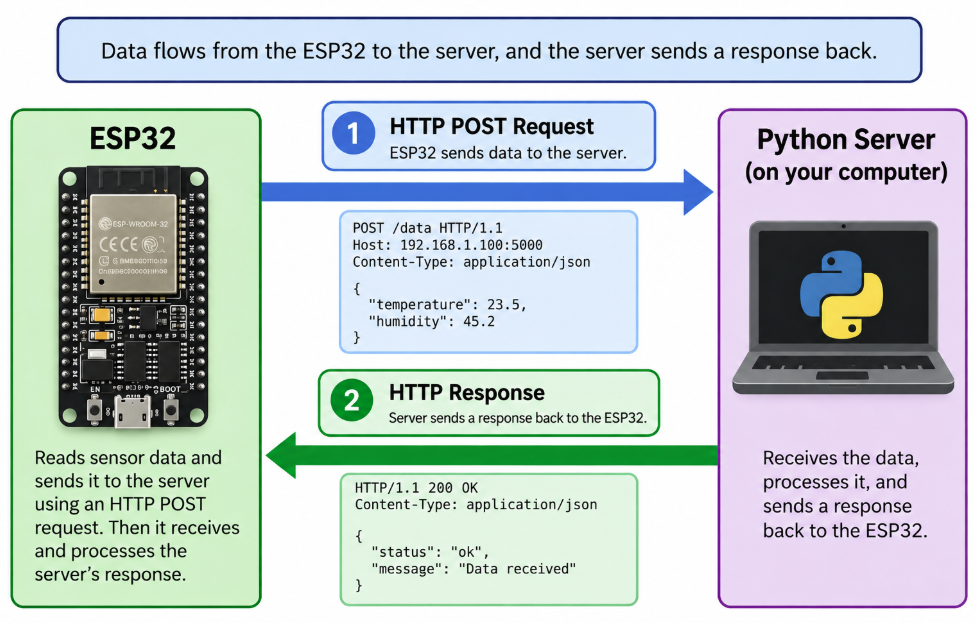 Data flows from the ESP32 to the server, and the server sends a response back.
ESP32
ESP-WROOM-32
EN
BOOT
Reads sensor data and
sends it to the server
using an HTTP POST
request. Then it receives
and processes the
server's response.
1
HTTP POST Request
ESP32 sends data to the server.
POST /data HTTP/1.1
Host: 192.168.1.100:5000
Content-Type: application/json
{
"temperature": 23.5,
"humidity": 45.2
}
2
HTTP Response
Server sends a response back to the ESP32.
HTTP/1.1 200 OK
Content-Type: application/json
{
"status": "ok",
"message": "Data received"
}
Python Server
(on your computer)
Receives the data,
processes it, and
sends a response
back to the ESP32.